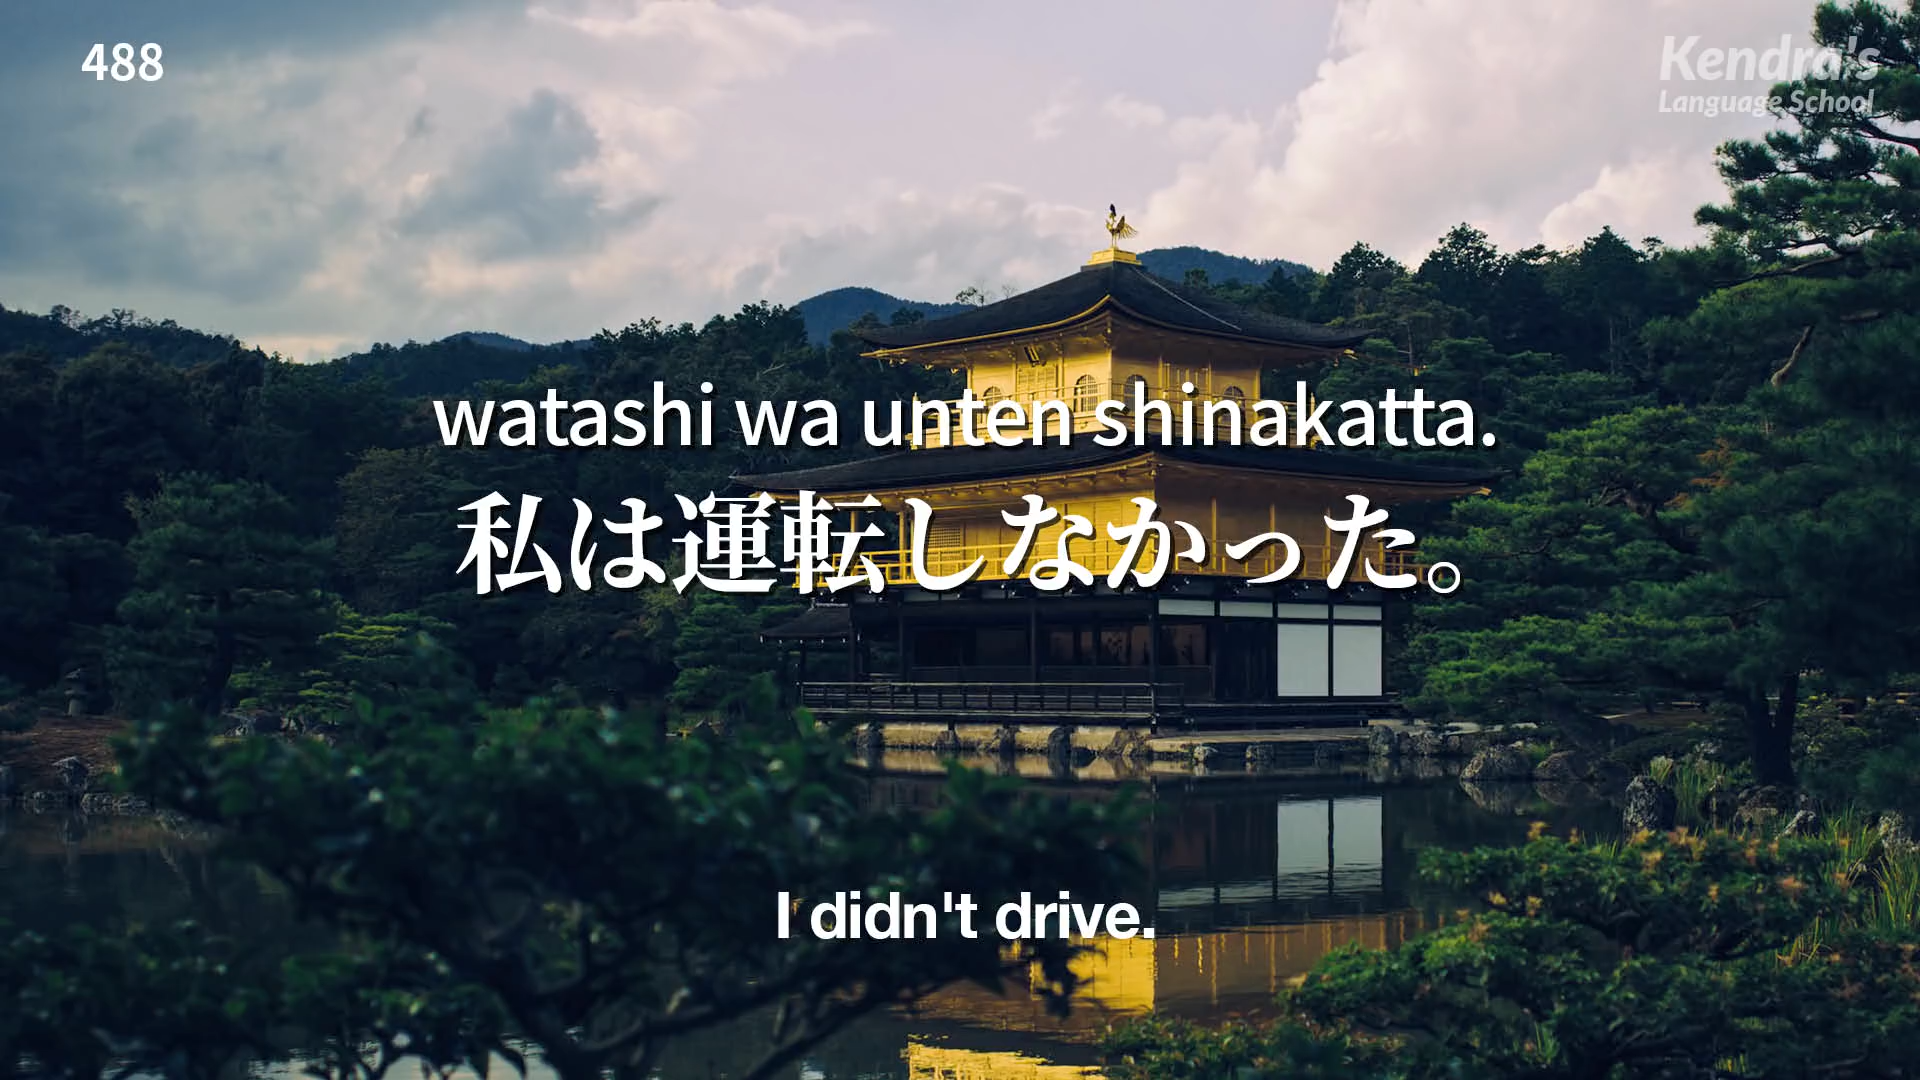 488
Kendra's
Language School
watashi wa unten shinakatta.
私は運転しなかった。
I didn't drive.